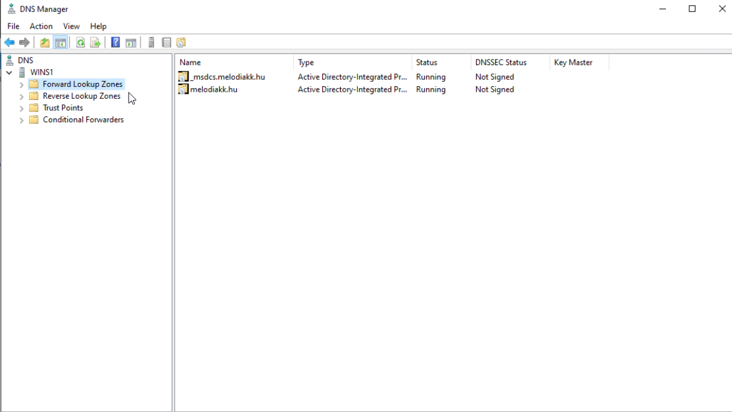 DNS Manager
File Action View Help
DNS
WINS1
Forward Lookup Zones
Reverse Lookup Zones
Trust Points
Conditional Forwarders
Name Type Status DNSSEC Status Key Master
_msdcs.melodiakk.hu Active Directory-Integrated Pr... Running Not Signed
melodiakk.hu Active Directory-Integrated Pr... Running Not Signed